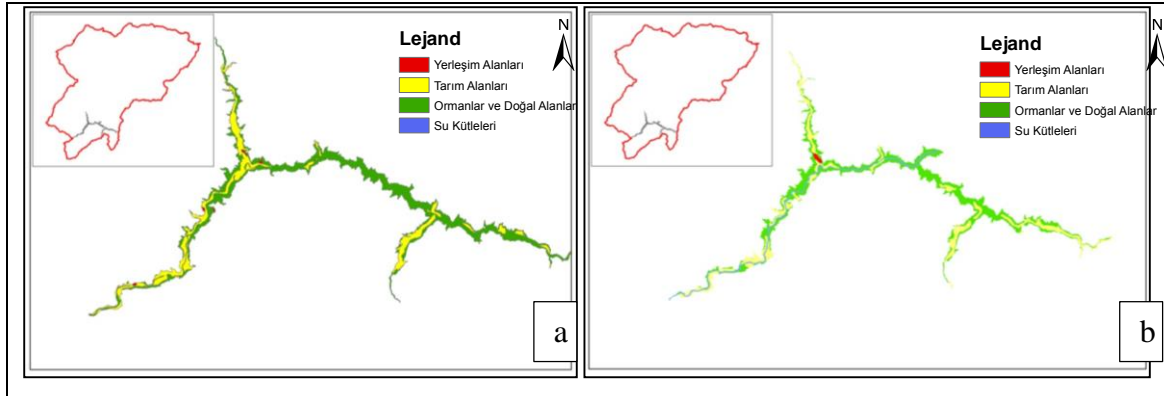 N
Lejand
Yerleşim Alanları
Tarım Alanları
Ormanlar ve Doğal Alanlar
Su Kütleleri
a
N
Lejand
Yerleşim Alanları
Tarım Alanları
Ormanlar ve Doğal Alanlar
Su Kütleleri
b